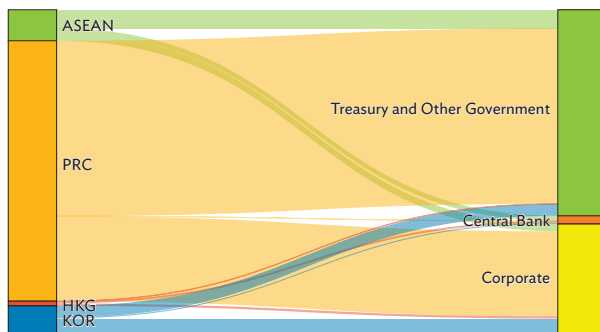 ASEAN
Treasury and Other Government
PRC
Central Bank
Corporate
HKG
KOR